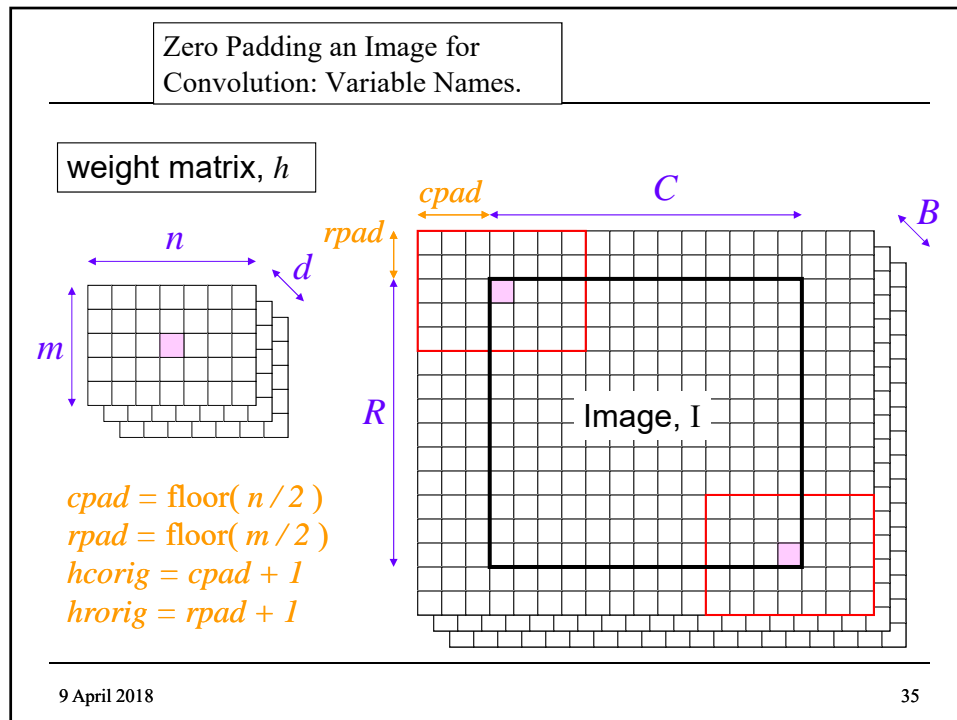 Zero Padding an Image for
Convolution: Variable Names.
weight matrix, h
n
d
m
cpad
C
B
rpad
R
Image, I
cpad = floor( n / 2 )
rpad = floor( m / 2 )
hcorig = cpad + 1
hrorig = rpad + 1
9 April 2018
35